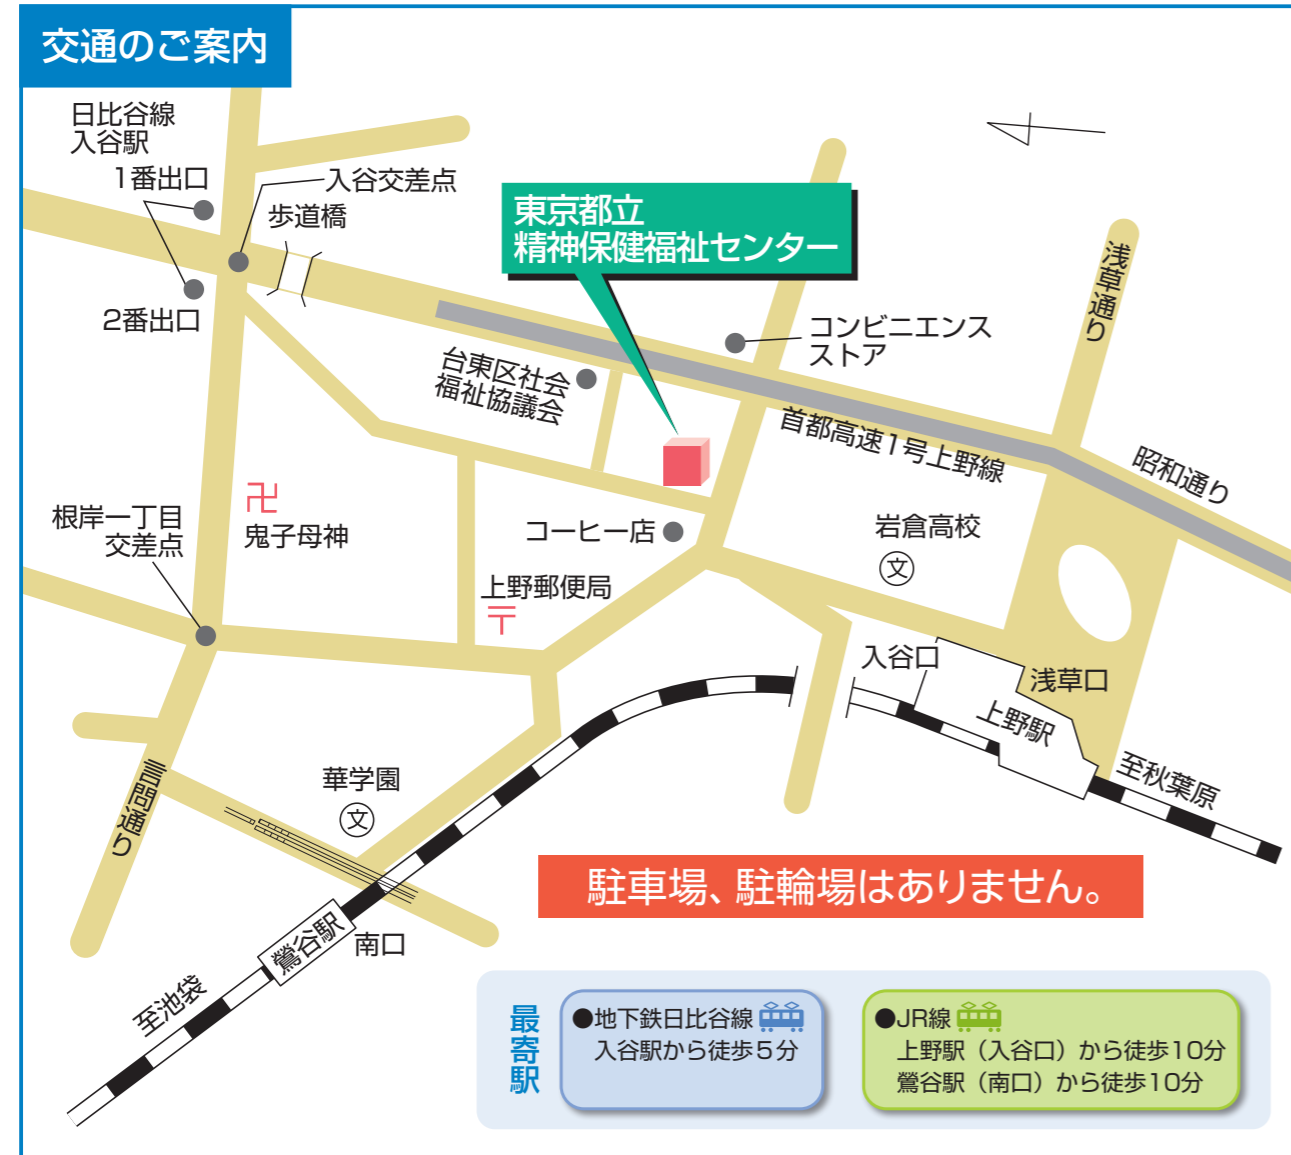 交通のご案内
日比谷線
入谷駅
1番出口
入谷交差点
歩道橋
2番出口
東京都立
精神保健福祉センター
浅草通り
コンビニエンス
ストア
台東区社会
福祉協議会
首都高速1号上野線
昭和通り
根岸一丁目
交差点
卍
鬼子母神
コーヒー店
岩倉高校
文
上野郵便局
〒
入谷口
浅草口
上野駅
至秋葉原
言問通り
華学園
文
駐車場、駐輪場はありません。
鶯谷駅
南口
至池袋
最寄駅
●地下鉄日比谷線
入谷駅から徒歩5分
●JR線
上野駅（入谷口）から徒歩10分
鶯谷駅（南口）から徒歩10分